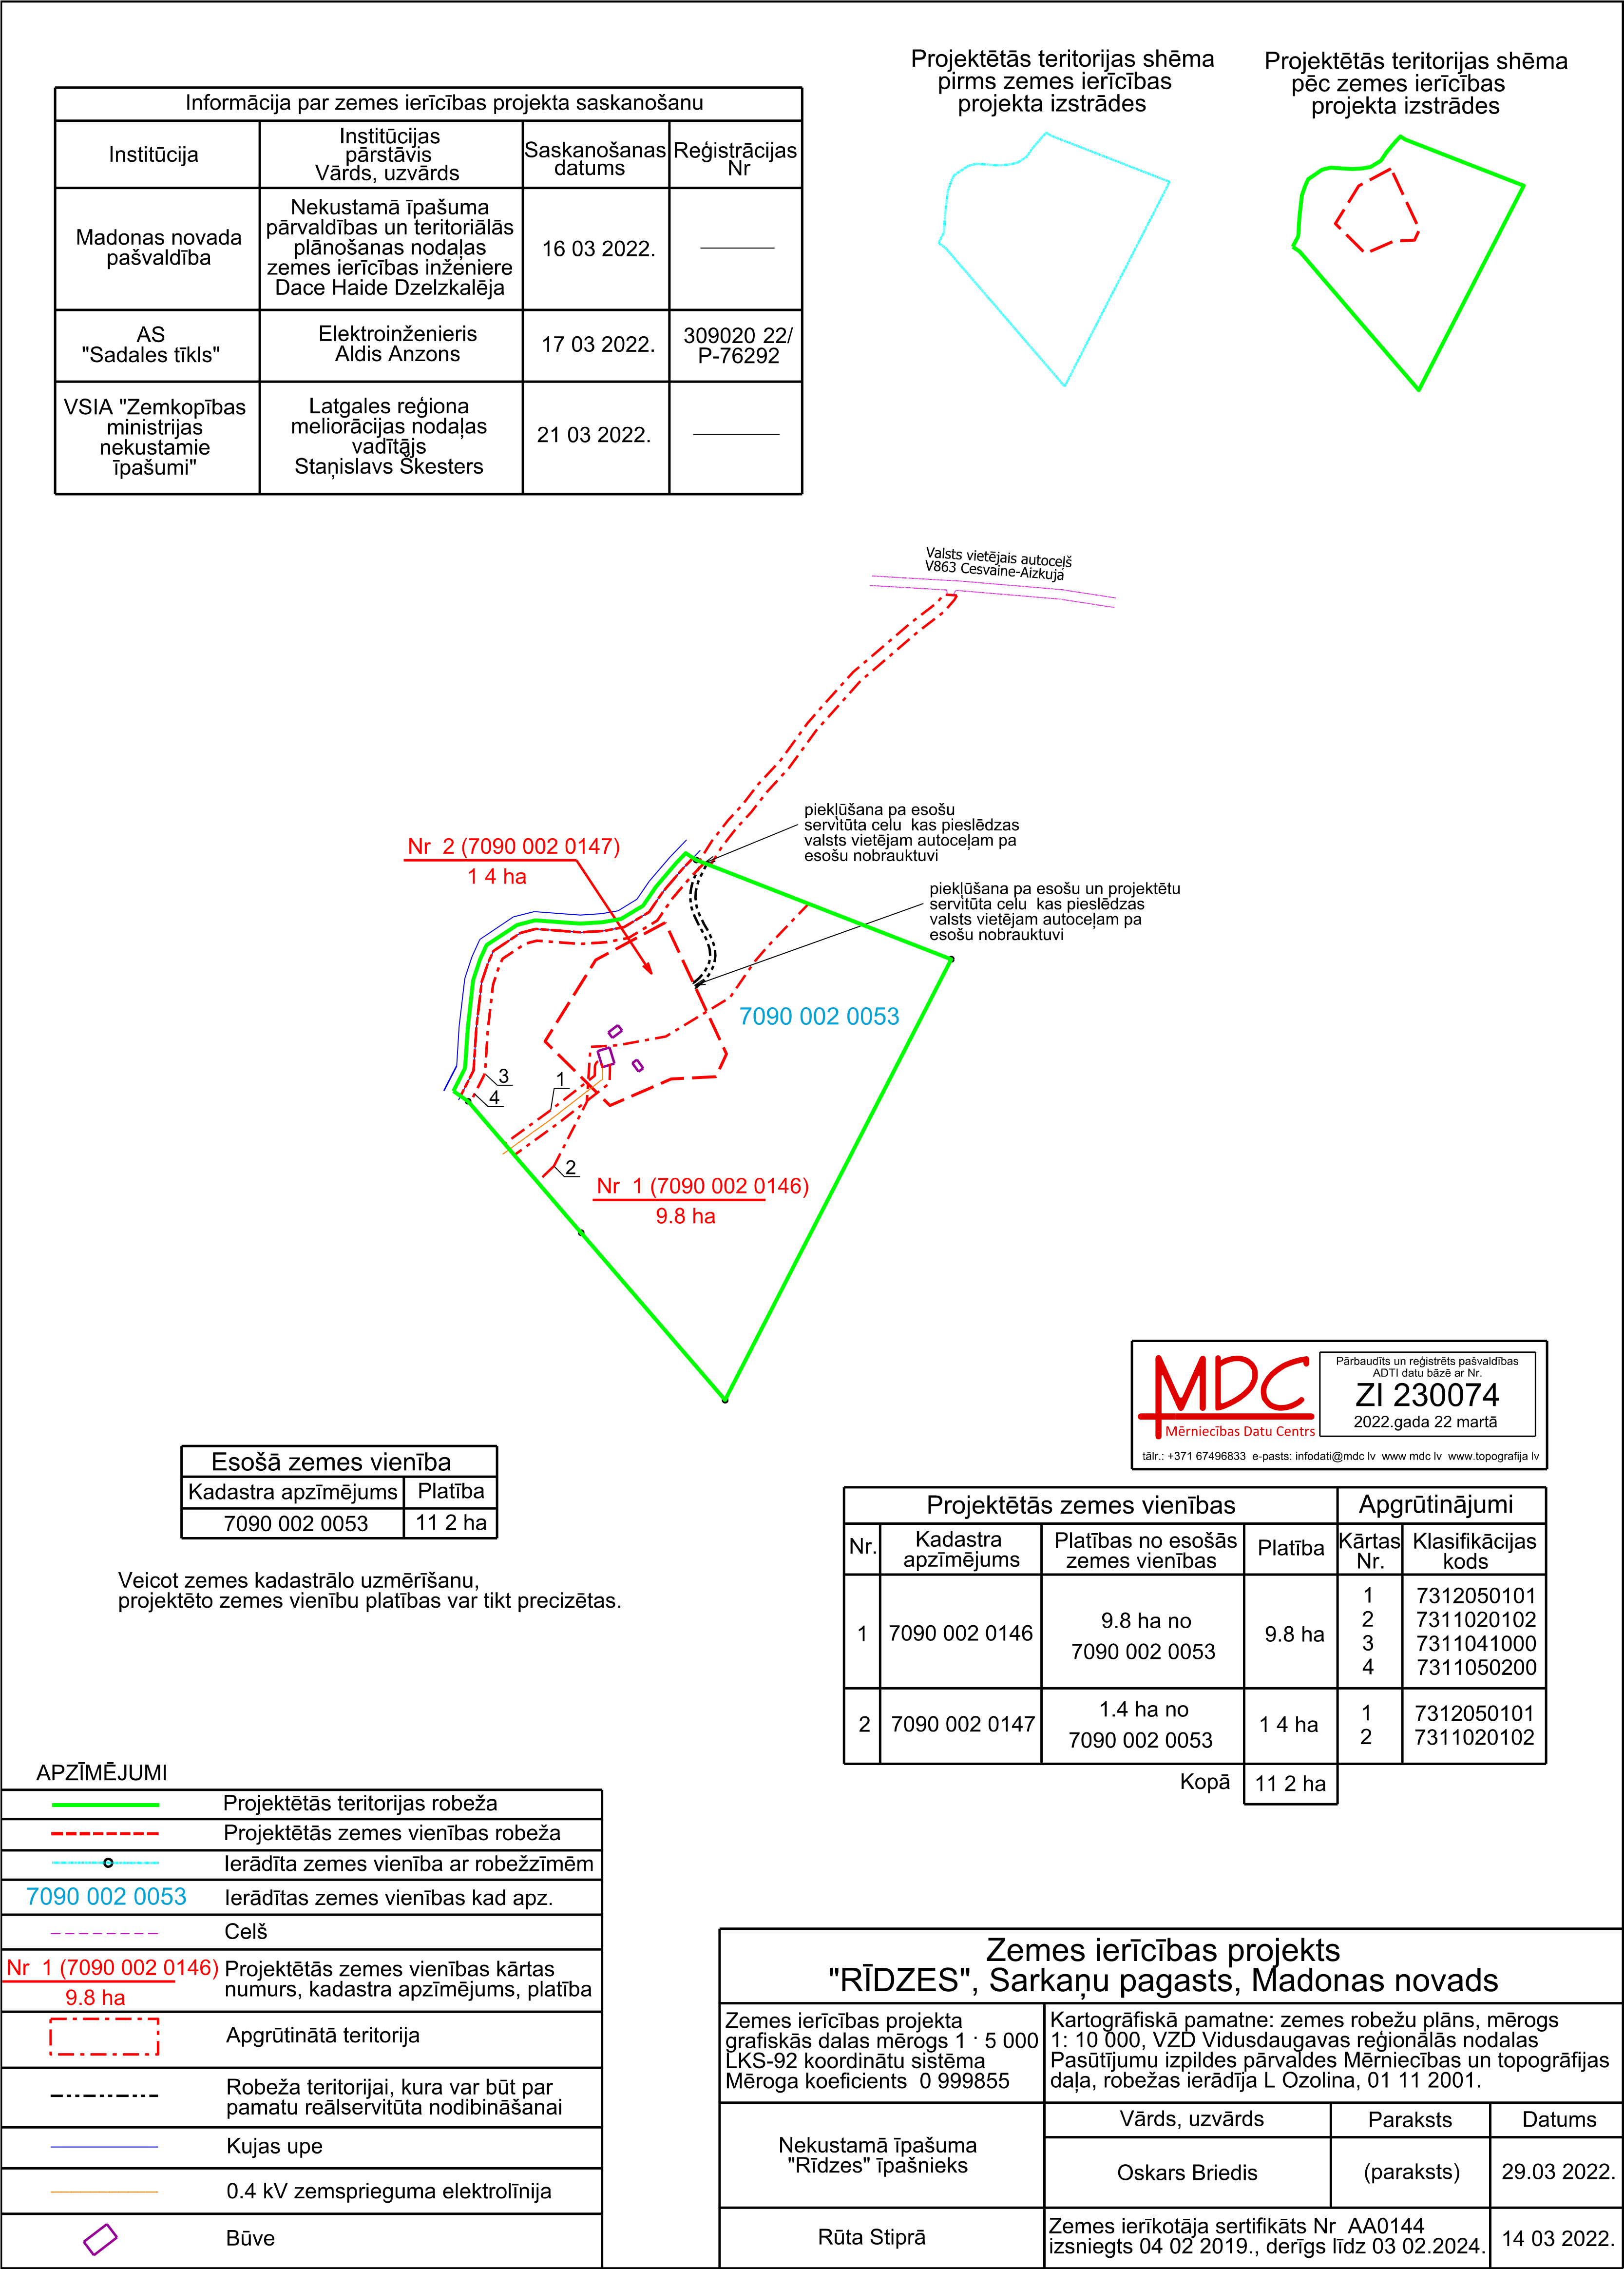 Projektētās teritorijas shēma
pirms zemes ierīcības
projekta izstrādes
Projektētās teritorijas shēma
pēc zemes ierīcības
projekta izstrādes
Informācija par zemes ierīcības projekta saskanošanu
Institūcija
Institūcijas
pārstāvis
Vārds, uzvārds
Saskanošanas
datums
Reģistrācijas
Nr
Madonas novada
pašvaldība
Nekustamā īpašuma
pārvaldības un teritoriālās
plānošanas nodaļas
zemes ierīcības inženiere
Dace Haide Dzelzkalēja
16 03 2022.
AS
"Sadales tīkls"
Elektroinženieris
Aldis Anzons
17 03 2022.
309020 22/
P-76292
VSIA "Zemkopības
ministrijas
nekustamie
īpašumi"
Latgales reģiona
meliorācijas nodaļas
vadītājs
Staņislavs Škesters
21 03 2022.
Valsts vietējais autoceļš
V863 Cesvaine-Aizkuja
piekļūšana pa esošu
servitūta celu  kas pieslēdzas
valsts vietējam autoceļam pa
esošu nobrauktuvi
Nr  2 (7090 002 0147)
1 4 ha
piekļūšana pa esošu un projektētu
servitūta celu  kas pieslēdzas
valsts vietējam autoceļam pa
esošu nobrauktuvi
7090 002 0053
3
4
1
2
Nr  1 (7090 002 0146)
9.8 ha
MDC
Mērniecības Datu Centrs
Pārbaudīts un reģistrēts pašvaldības
ADTI datu bāzē ar Nr.
ZI 230074
2022.gada 22 martā
tālr.: +371 67496833  e-pasts: infodati@mdc lv  www mdc lv  www.topografija lv
Esošā zemes vienība
Kadastra apzīmējums
Platība
7090 002 0053
11 2 ha
Veicot zemes kadastrālo uzmērīšanu,
projektēto zemes vienību platības var tikt precizētas.
Projektētās zemes vienības
Apgrūtinājumi
Nr.
Kadastra
apzīmējums
Platības no esošās
zemes vienības
Platība
Kārtas
Nr.
Klasifikācijas
kods
1
7090 002 0146
9.8 ha no
7090 002 0053
9.8 ha
1 7312050101
2 7311020102
3 7311041000
4 7311050200
2
7090 002 0147
1.4 ha no
7090 002 0053
1 4 ha
1 7312050101
2 7311020102
Kopā
11 2 ha
APZĪMĒJUMI
Projektētās teritorijas robeža
Projektētās zemes vienības robeža
Ierādīta zemes vienība ar robežzīmēm
7090 002 0053
Ierādītas zemes vienības kad apz.
Celš
Nr  1 (7090 002 0146)
9.8 ha
Projektētās zemes vienības kārtas
numurs, kadastra apzīmējums, platība
Apgrūtinātā teritorija
Robeža teritorijai, kura var būt par
pamatu reālservitūta nodibināšanai
Kujas upe
0.4 kV zemsprieguma elektrolīnija
Būve
Zemes ierīcības projekts
"RĪDZES", Sarkaņu pagasts, Madonas novads
Zemes ierīcības projekta
grafiskās dalas mērogs 1 : 5 000
LKS-92 koordinātu sistēma
Mēroga koeficients  0 999855
Kartogrāfiskā pamatne: zemes robežu plāns, mērogs
1: 10 000, VZD Vidusdaugavas reģionālās nodalas
Pasūtījumu izpildes pārvaldes Mērniecības un topogrāfijas
daļa, robežas ierādīja L Ozolina, 01 11 2001.
Nekustamā īpašuma
"Rīdzes" īpašnieks
Vārds, uzvārds
Paraksts
Datums
Oskars Briedis
(paraksts)
29.03 2022.
Rūta Stiprā
Zemes ierīkotāja sertifikāts Nr  AA0144
izsniegts 04 02 2019., derīgs līdz 03 02.2024.
14 03 2022.